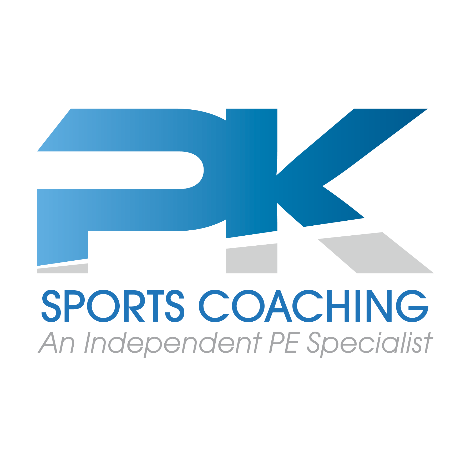 PK
SPORTS COACHING
An Independent PE Specialist